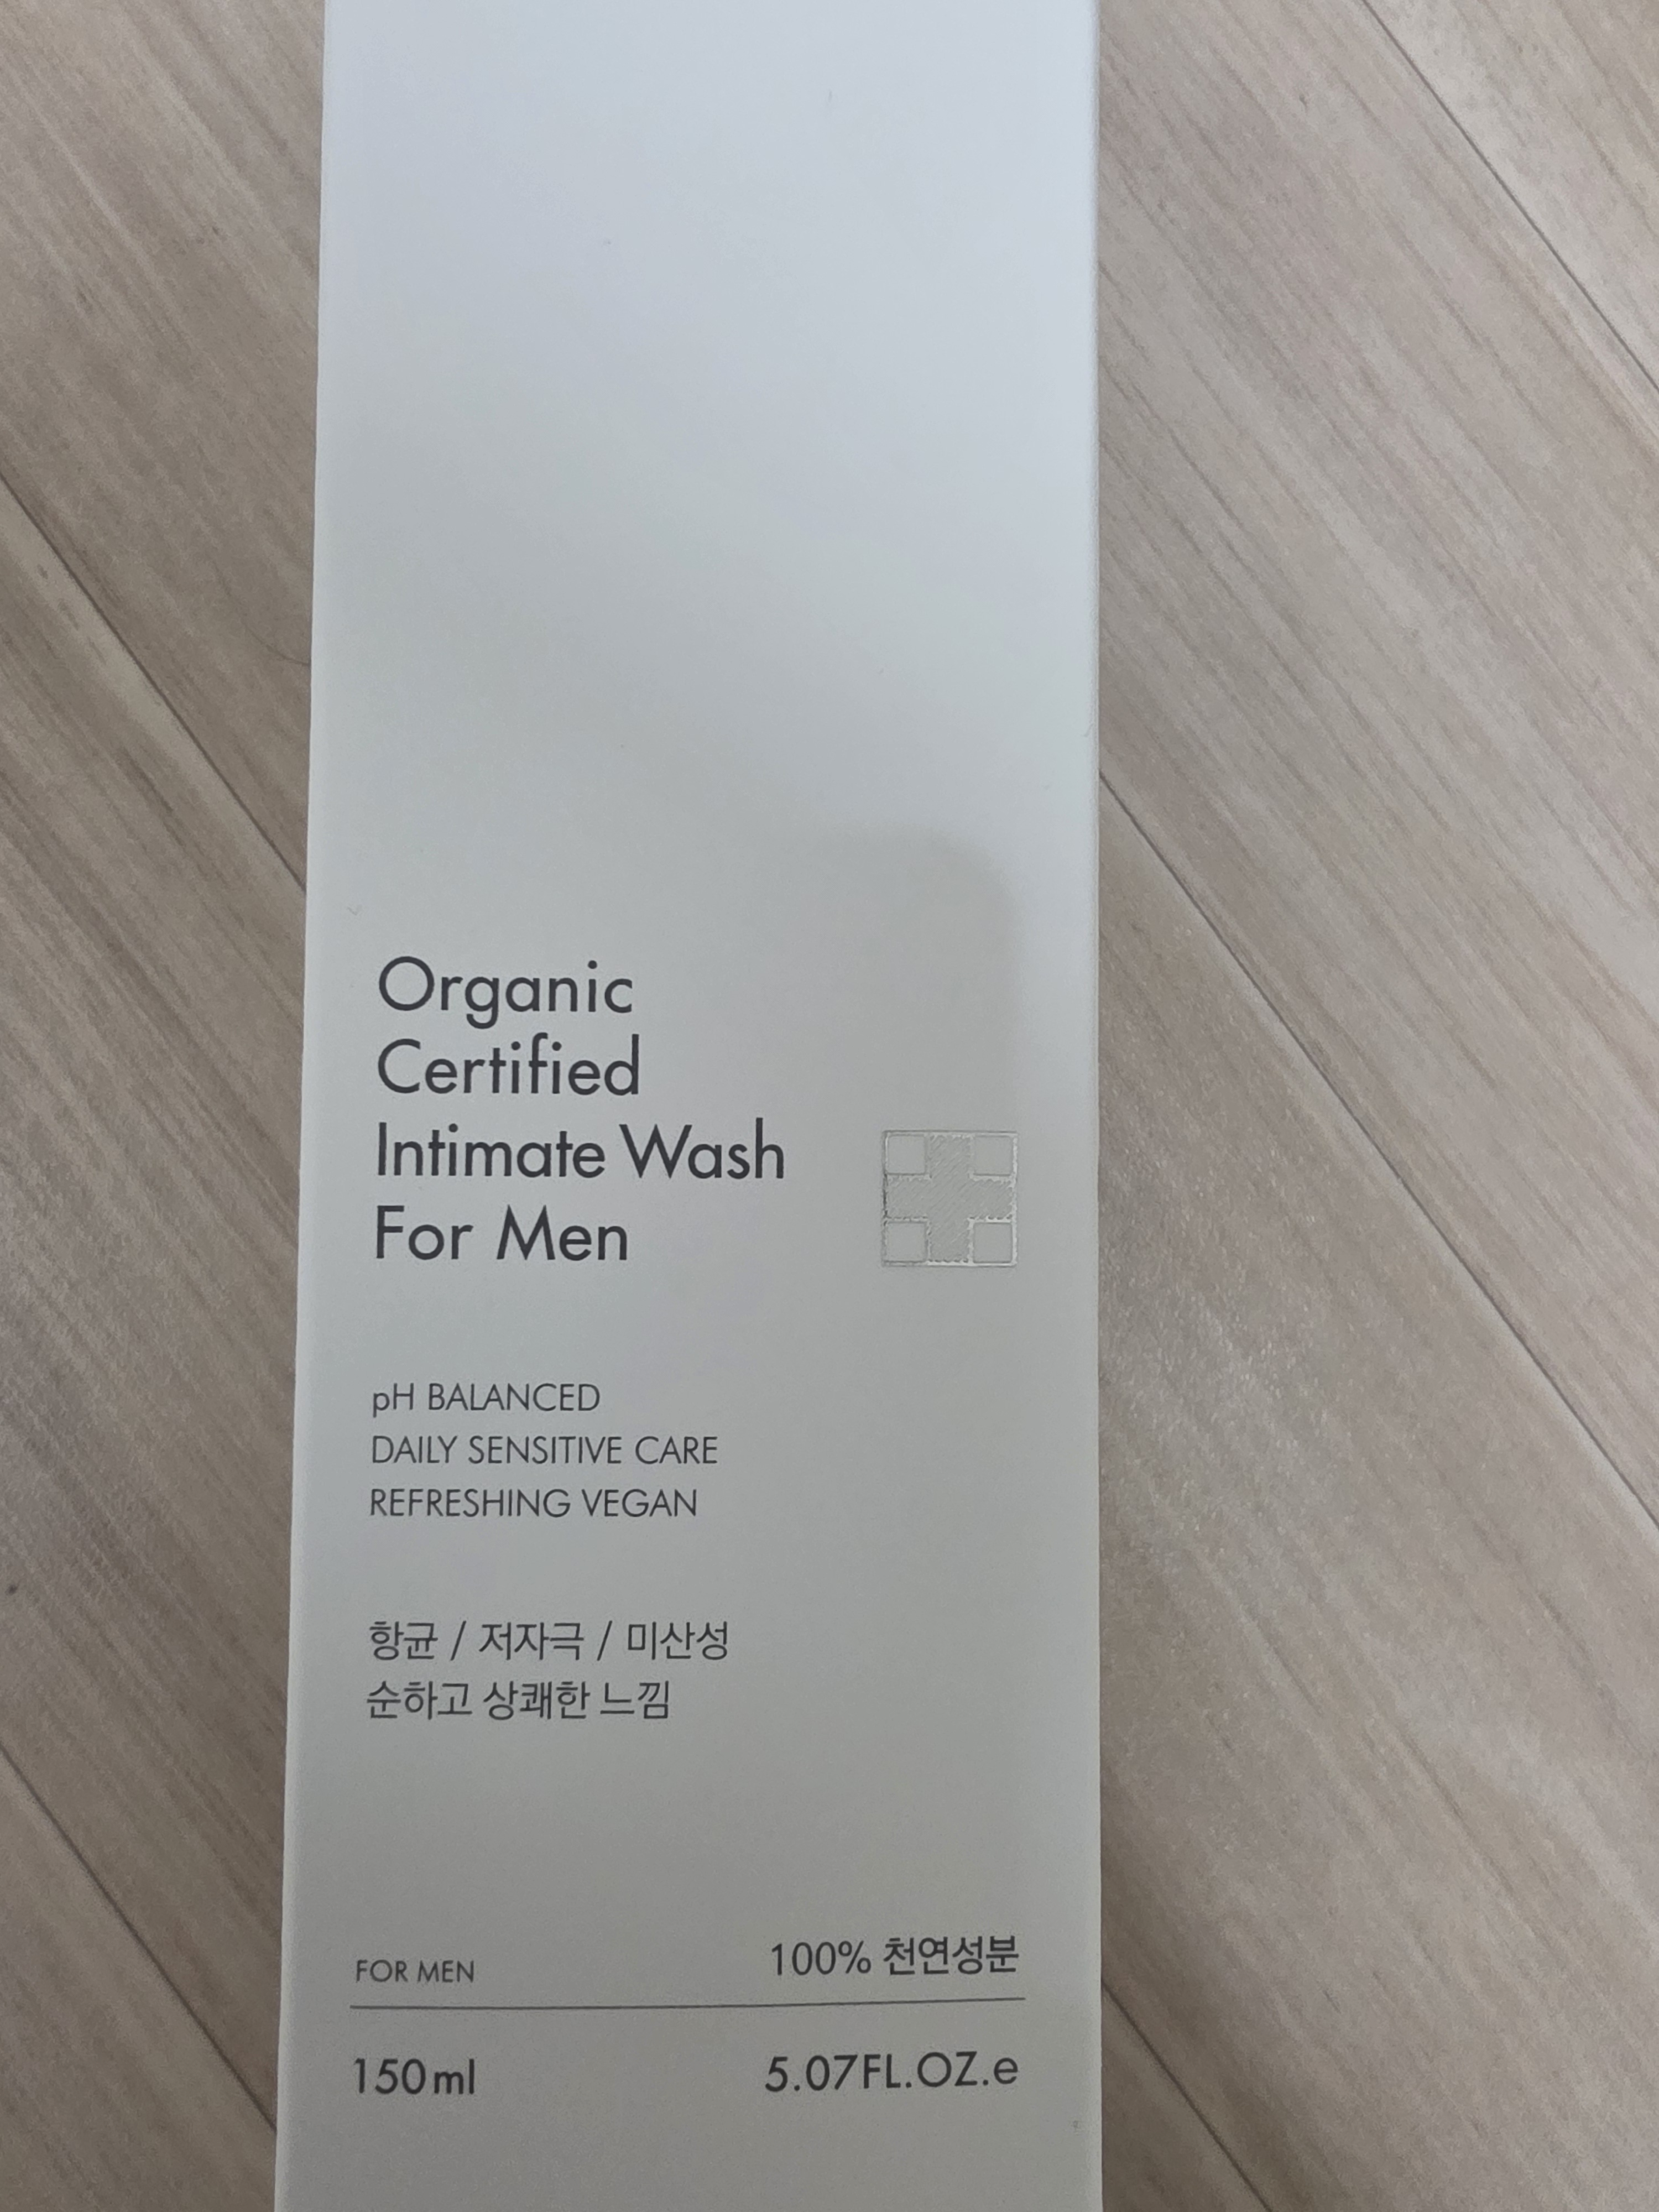 Organic
Certified
Intimate Wash
For Men
pH BALANCED
DAILY SENSITIVE CARE
REFRESHING VEGAN
항균 / 저자극 / 미산성
순하고 상쾌한 느낌
FOR MEN 100% 천연성분
150ml 5.07FL.OZ.e